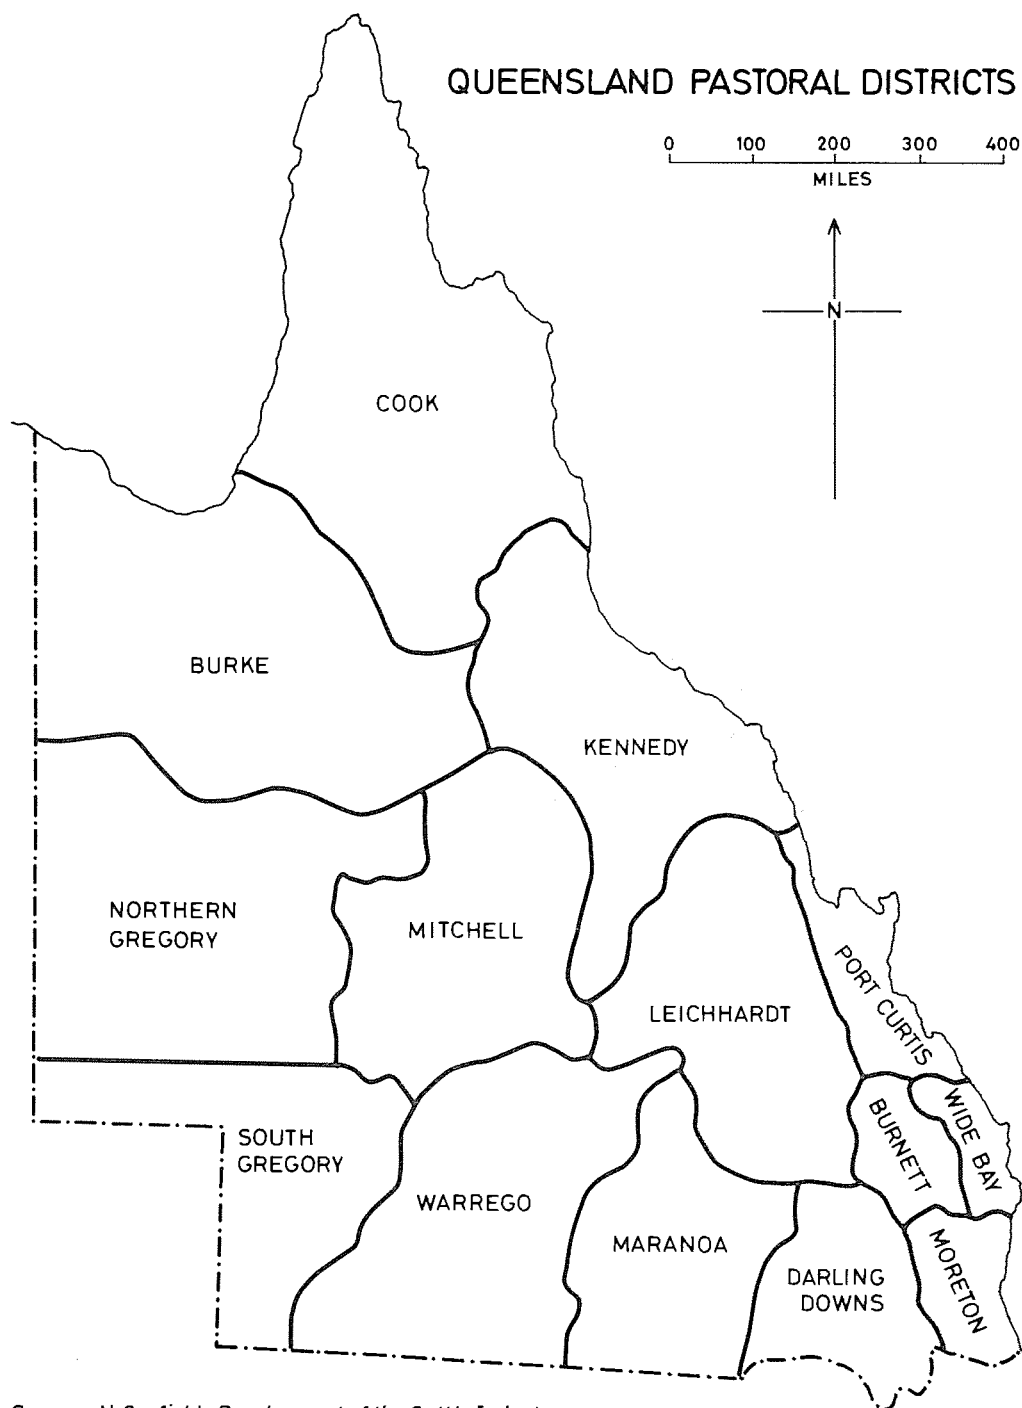 QUEENSLAND PASTORAL DISTRICTS
0 100 200 300 400
MILES
N
COOK
BURKE
KENNEDY
NORTHERN
GREGORY
MITCHELL
PORT CURTIS
LEICHHARDT
SOUTH
GREGORY
BURNETT
WIDE BAY
WARREGO
MARANOA
DARLING
DOWNS
MORETON